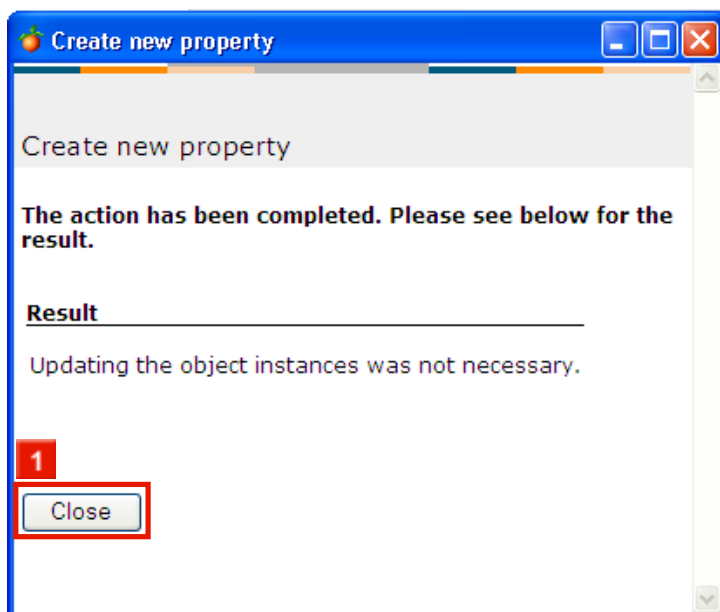 Create new property
Create new property
The action has been completed. Please see below for the
result.
Result
Updating the object instances was not necessary.
1
Close